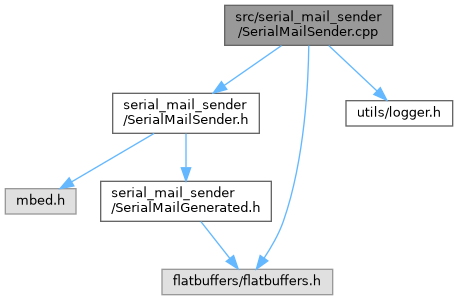 src/serial_mail_sender
/SerialMailSender.cpp
serial_mail_sender
/SerialMailSender.h
utils/logger.h
mbed.h
serial_mail_sender
/SerialMailGenerated.h
flatbuffers/flatbuffers.h